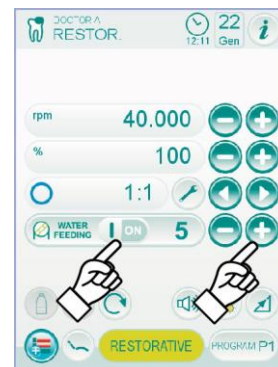 DOCTOR A
RESTOR.
12:11
22
Gen
i
rpm
40.000
%
100
1:1
WATER
FEEDING
I ON
5
RESTORATIVE
PROGRAM P1